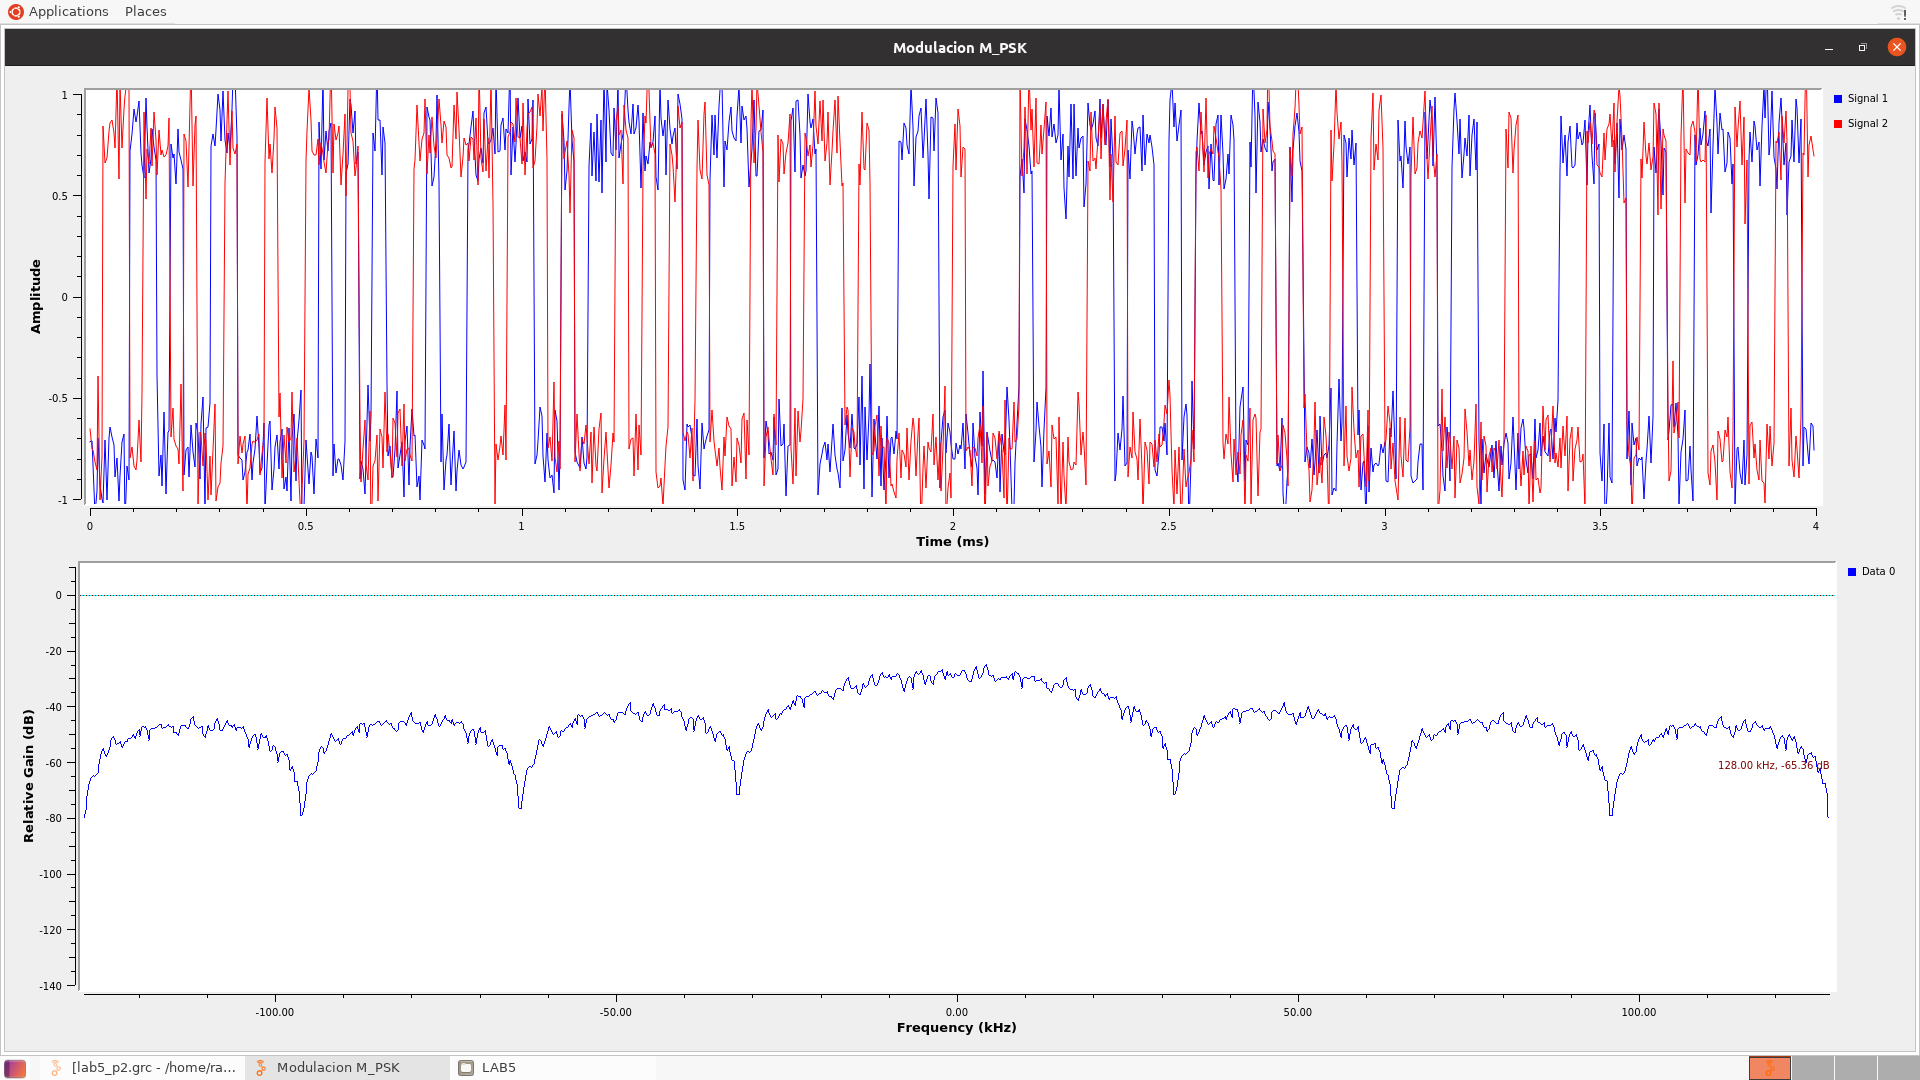 Applications Places
Modulacion M_PSK
Signal 1
Signal 2
Amplitude
1
0.5
0
-0.5
-1
0 0.5 1 1.5 2 2.5 3 3.5 4
Time (ms)
Data 0
Relative Gain (dB)
0
-20
-40
-60
-80
-100
-120
-140
128.00 kHz, -65.36 dB
-100.00 -50.00 0.00 50.00 100.00
Frequency (kHz)
[lab5_p2.grc - /home/ra... Modulacion M_PSK LAB5